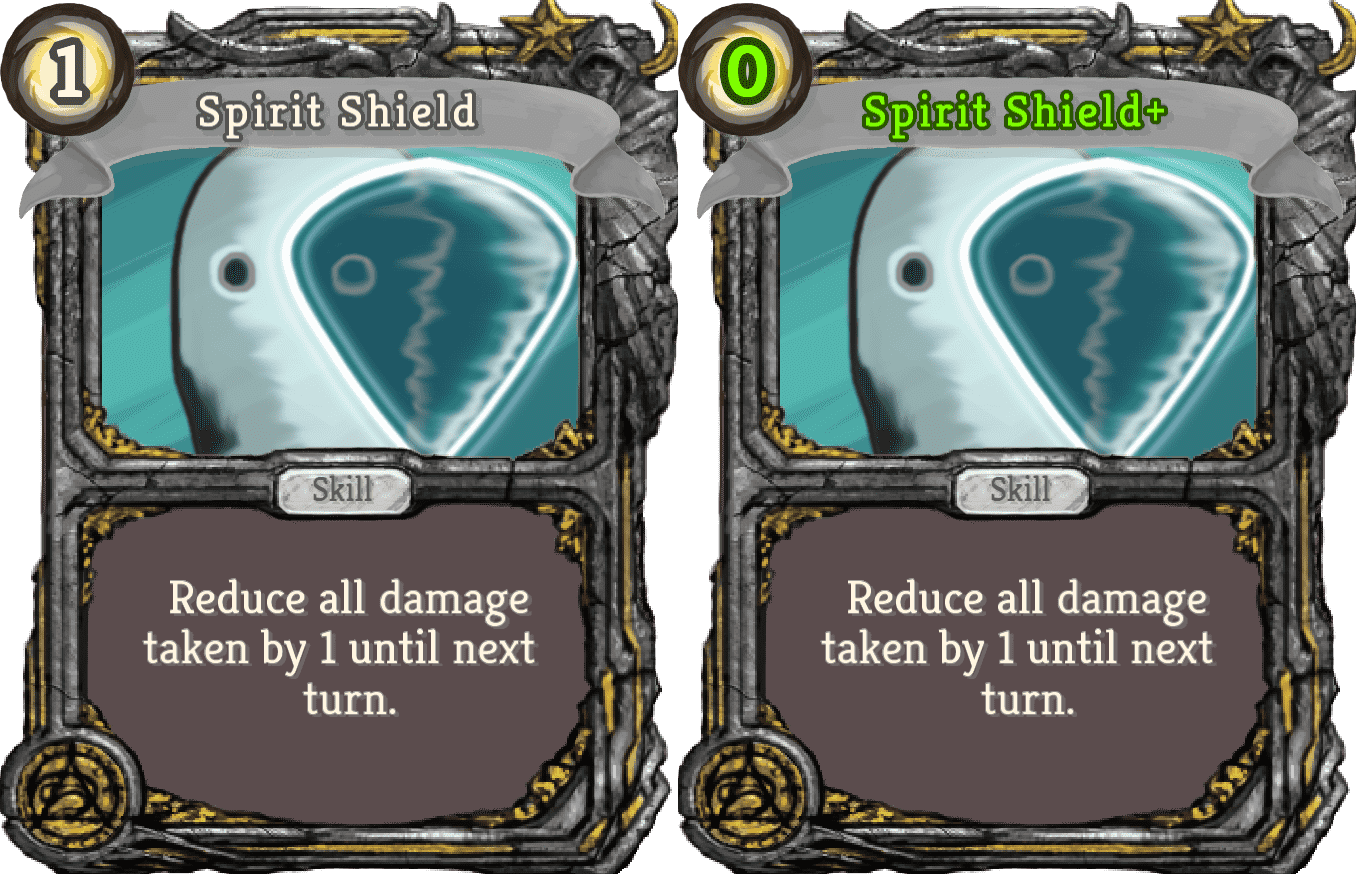 1
Spirit Shield
Skill
Reduce all damage
taken by 1 until next
turn.
0
Spirit Shield+
Skill
Reduce all damage
taken by 1 until next
turn.